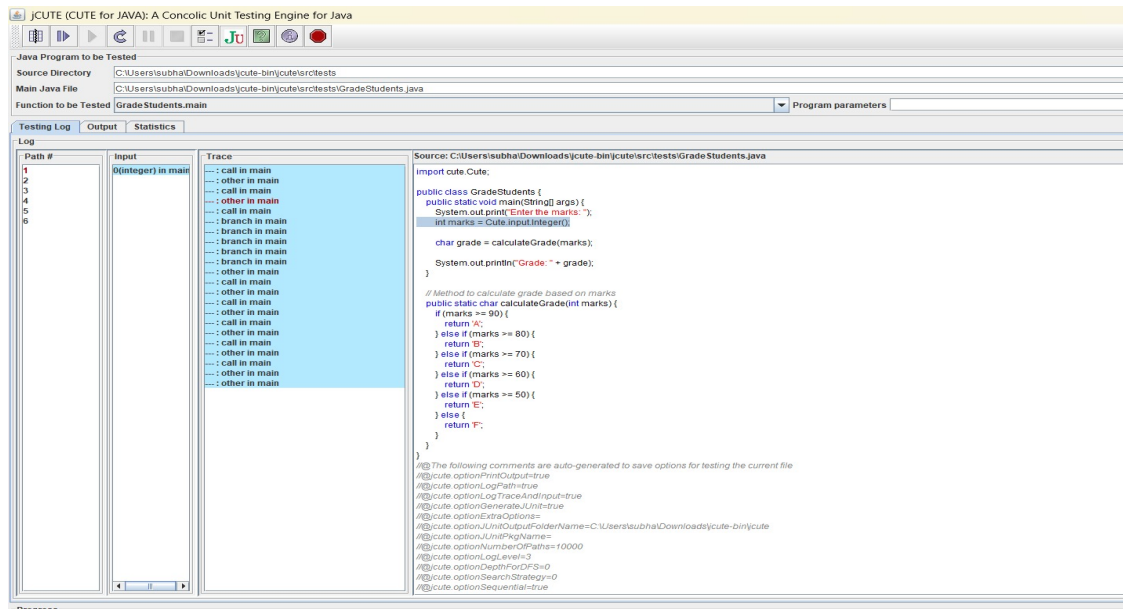 jCUTE (CUTE for JAVA): A Concolic Unit Testing Engine for Java
JU
Java Program to be Tested
Source Directory C:\Users\subha\Downloads\jcute-bin\jcute\src\tests
Main Java File C:\Users\subha\Downloads\jcute-bin\jcute\src\tests\GradeStudents.java
Function to be Tested GradeStudents.main Program parameters
Testing Log Output Statistics
Log
Path #
1
2
3
4
5
6
Input
0(integer) in main
Trace
--- : call in main
--- : other in main
--- : call in main
--- : other in main
--- : call in main
--- : branch in main
--- : branch in main
--- : branch in main
--- : branch in main
--- : branch in main
--- : other in main
--- : call in main
--- : other in main
--- : call in main
--- : other in main
--- : call in main
--- : other in main
--- : call in main
--- : other in main
--- : call in main
--- : other in main
--- : other in main
Source: C:\Users\subha\Downloads\jcute-bin\jcute\src\tests\GradeStudents.java
import cute.Cute;
public class GradeStudents {
public static void main(String[] args) {
System.out.print("Enter the marks: ");
int marks = Cute.input.Integer();
char grade = calculateGrade(marks);
System.out.println("Grade: " + grade);
}
// Method to calculate grade based on marks
public static char calculateGrade(int marks) {
if (marks >= 90) {
return 'A';
} else if (marks >= 80) {
return 'B';
} else if (marks >= 70) {
return 'C';
} else if (marks >= 60) {
return 'D';
} else if (marks >= 50) {
return 'E';
} else {
return 'F';
}
}
}
//@The following comments are auto-generated to save options for testing the current file
//@jcute.optionPrintOutput=true
//@jcute.optionLogPath=true
//@jcute.optionLogTraceAndInput=true
//@jcute.optionGenerateJUnit=true
//@jcute.optionExtraOptions=
//@jcute.optionJUnitOutputFolderName=C:\Users\subha\Downloads\jcute-bin\jcute
//@jcute.optionJUnitPkgName=
//@jcute.optionNumberOfPaths=10000
//@jcute.optionLogLevel=3
//@jcute.optionDepthForDFS=0
//@jcute.optionSearchStrategy=0
//@jcute.optionSequential=true